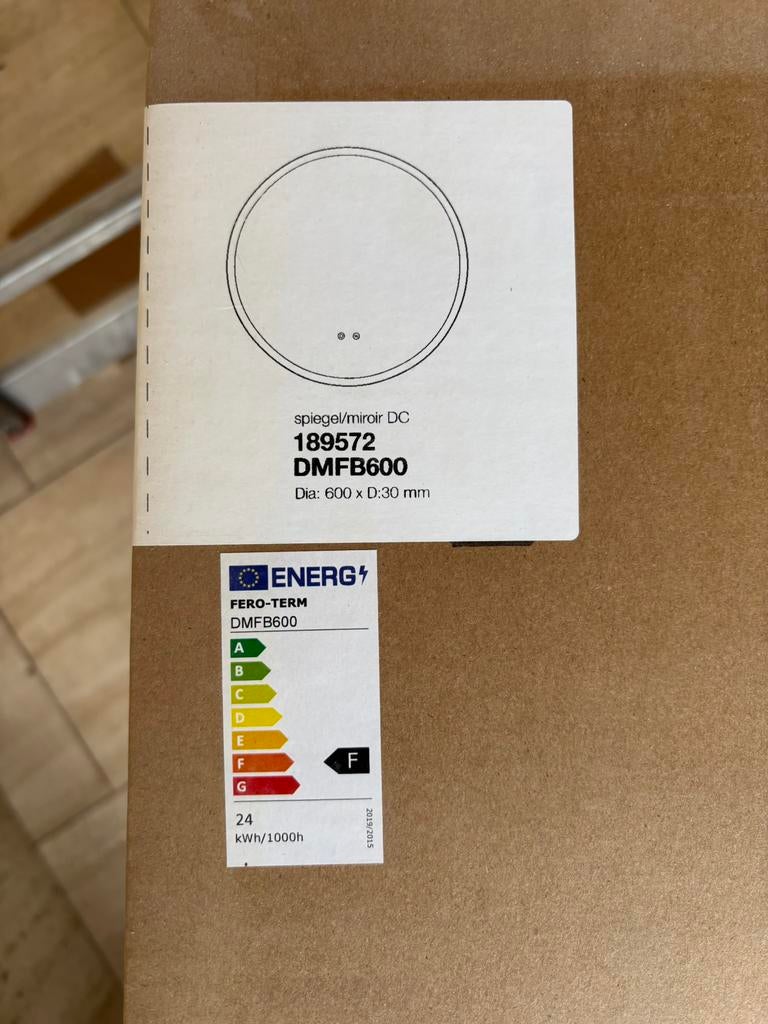 spiegel/miroir DC
189572
DMFB600
Dia: 600 x D:30 mm
ENERG
FERO-TERM
DMFB600
A
B
C
D
E
F
F
G
24
kWh/1000h
2019/2015